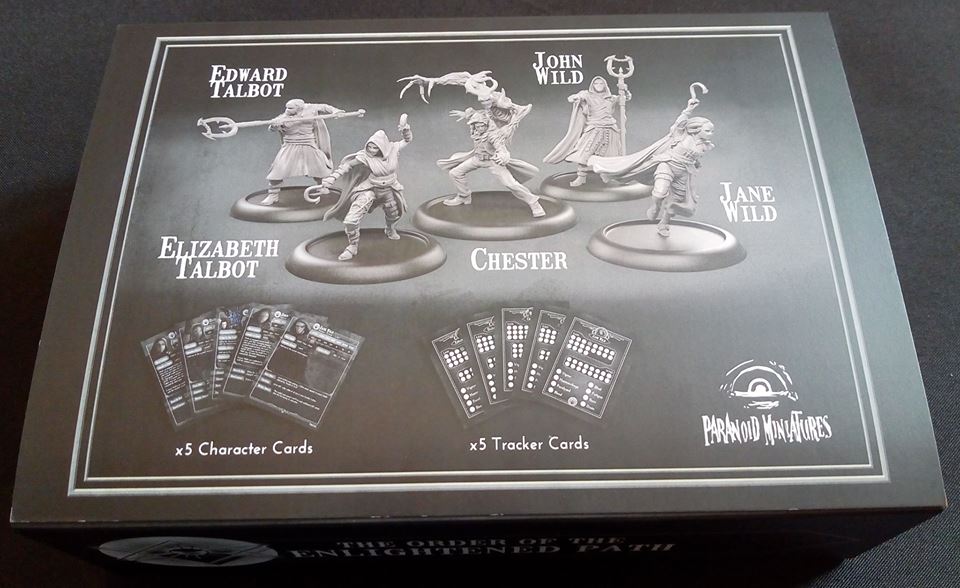 EDWARD
TALBOT
JOHN
WILD
JANE
WILD
ELIZABETH
TALBOT
CHESTER
x5 Character Cards
x5 Tracker Cards
PARANOID MINIATURES
THE ORDER OF THE
ENLIGHTENED PATH